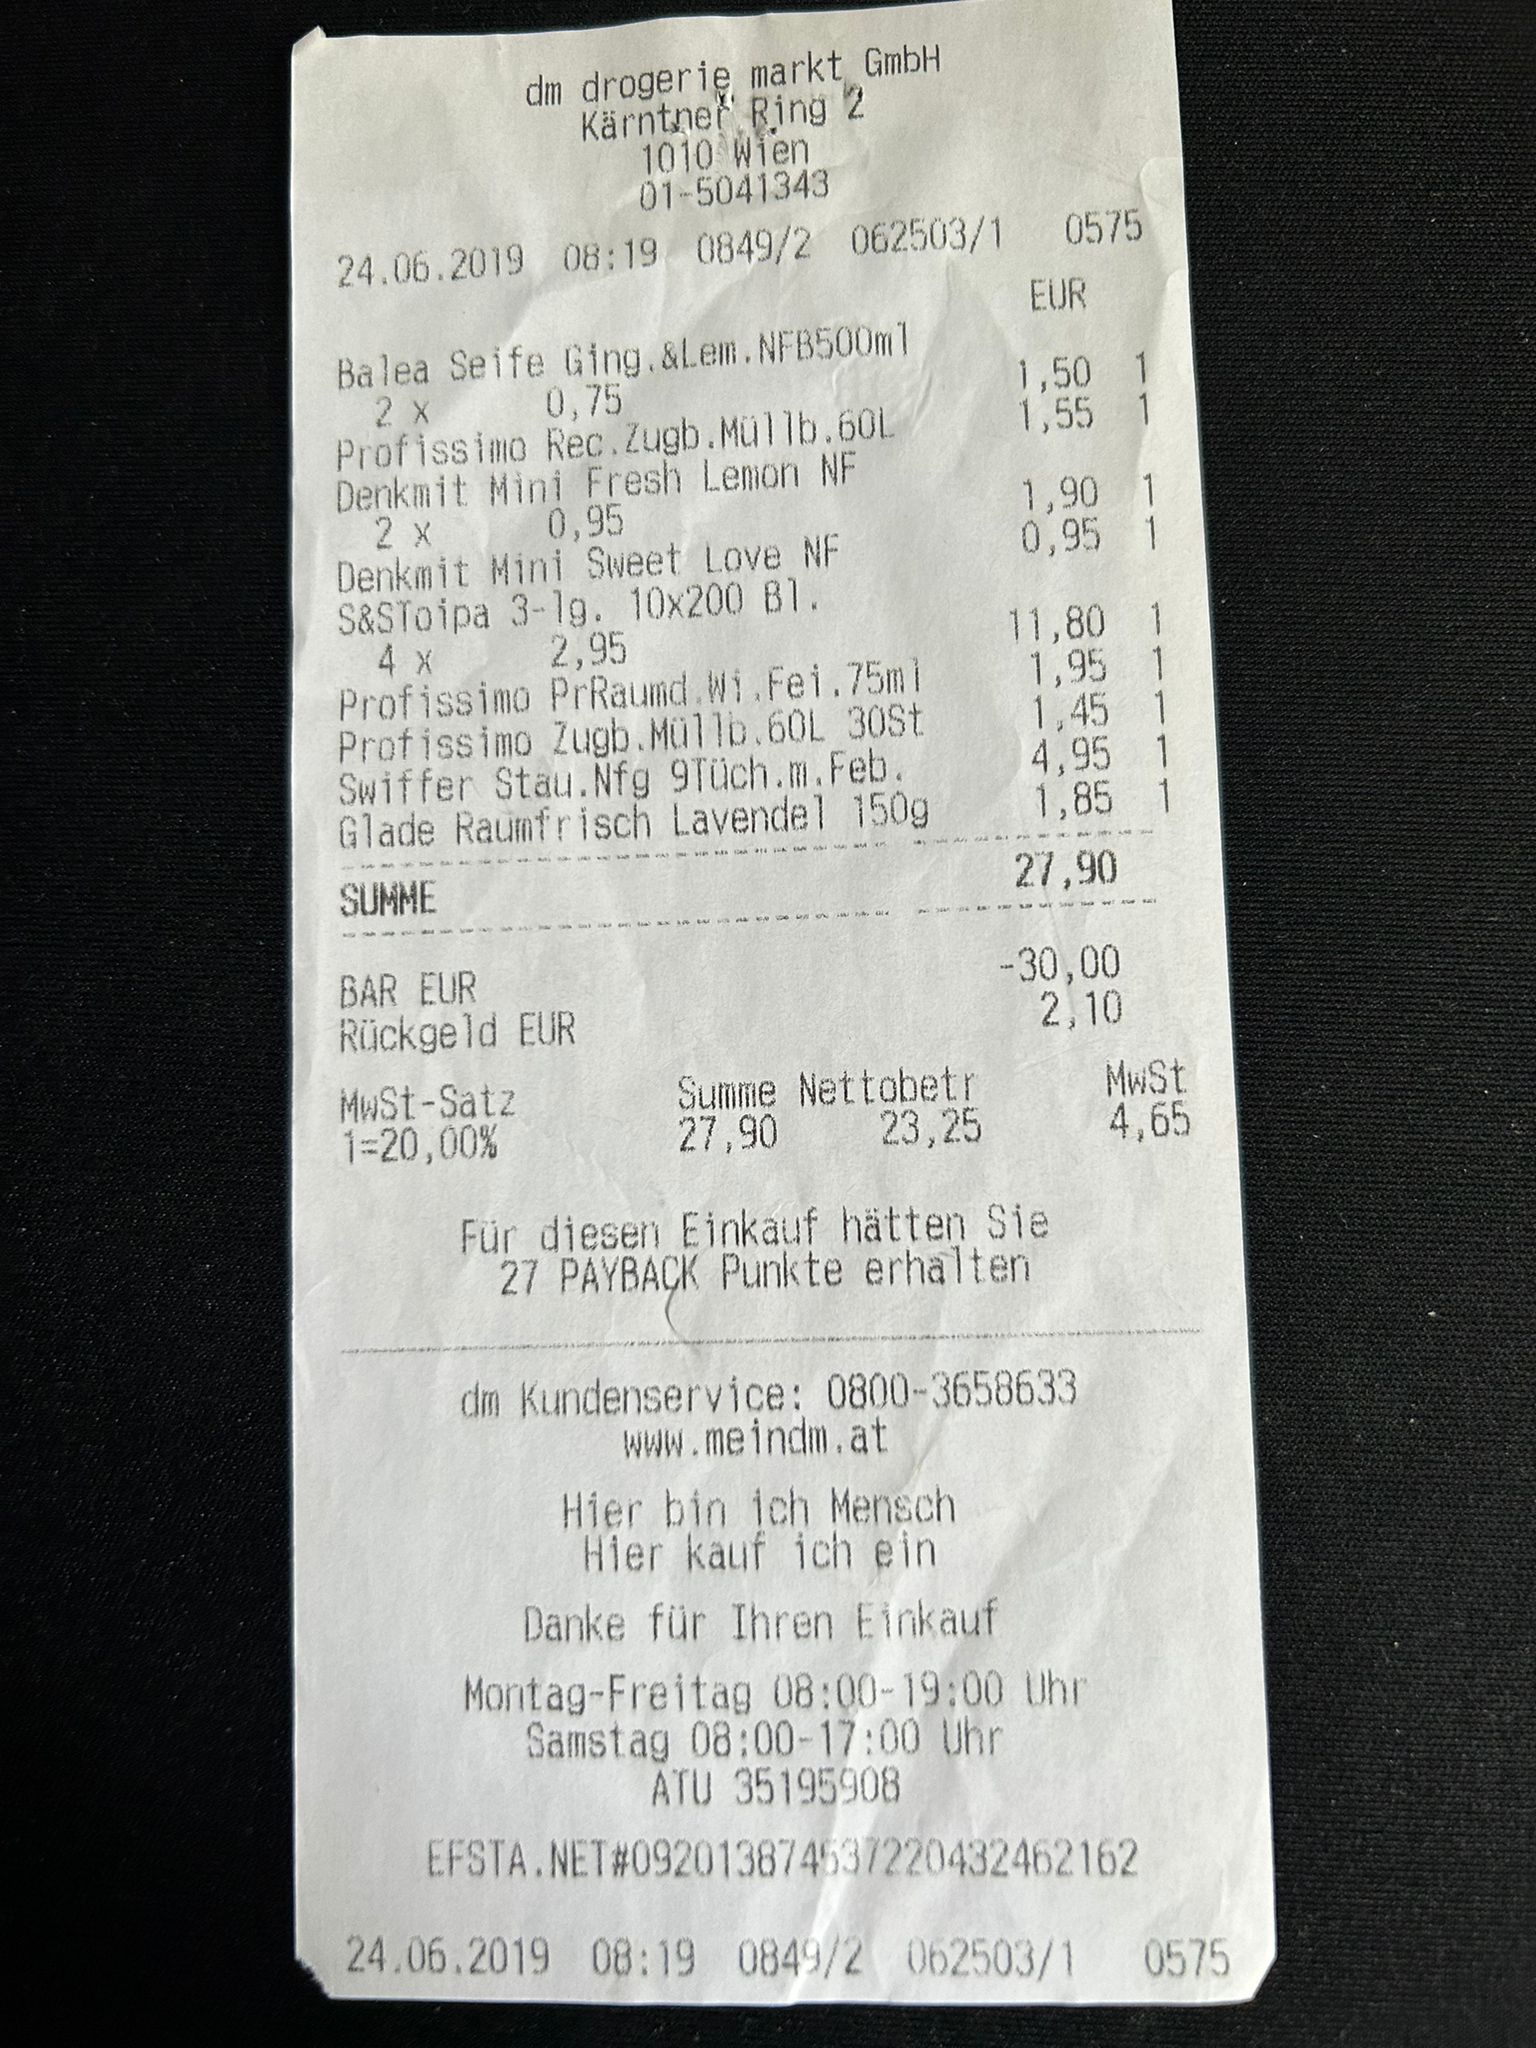 dm drogerie markt GmbH
Kärntner Ring 2
1010 Wien
01-5041343
24.06.2019 08:19 0849/2 062503/1 0575
EUR
Balea Seife Ging.&Lem.NFB500ml
2 x 0,75 1,50 1
Profissimo Rec.Zugb.Müllb.60L 1,55 1
Denkmit Mini Fresh Lemon NF
2 x 0,95 1,90 1
Denkmit Mini Sweet Love NF 0,95 1
S&SToipa 3-lg. 10x200 Bl.
4 x 2,95 11,80 1
Profissimo PrRaumd.Wi.Fei.75ml 1,95 1
Profissimo Zugb.Müllb.60L 30St 1,45 1
Swiffer Stau.Nfg 9Tüch.m.Feb. 4,95 1
Glade Raumfrisch Lavendel 150g 1,85 1
SUMME 27,90
BAR EUR -30,00
Rückgeld EUR 2,10
MwSt-Satz Summe Nettobetr MwSt
1=20,00% 27,90 23,25 4,65
Für diesen Einkauf hätten Sie
27 PAYBACK Punkte erhalten
dm Kundenservice: 0800-3658633
www.meindm.at
Hier bin ich Mensch
Hier kauf ich ein
Danke für Ihren Einkauf
Montag-Freitag 08:00-19:00 Uhr
Samstag 08:00-17:00 Uhr
ATU 35195908
EFSTA.NET#0920138745372204324​62162
24.06.2019 08:19 0849/2 062503/1 0575